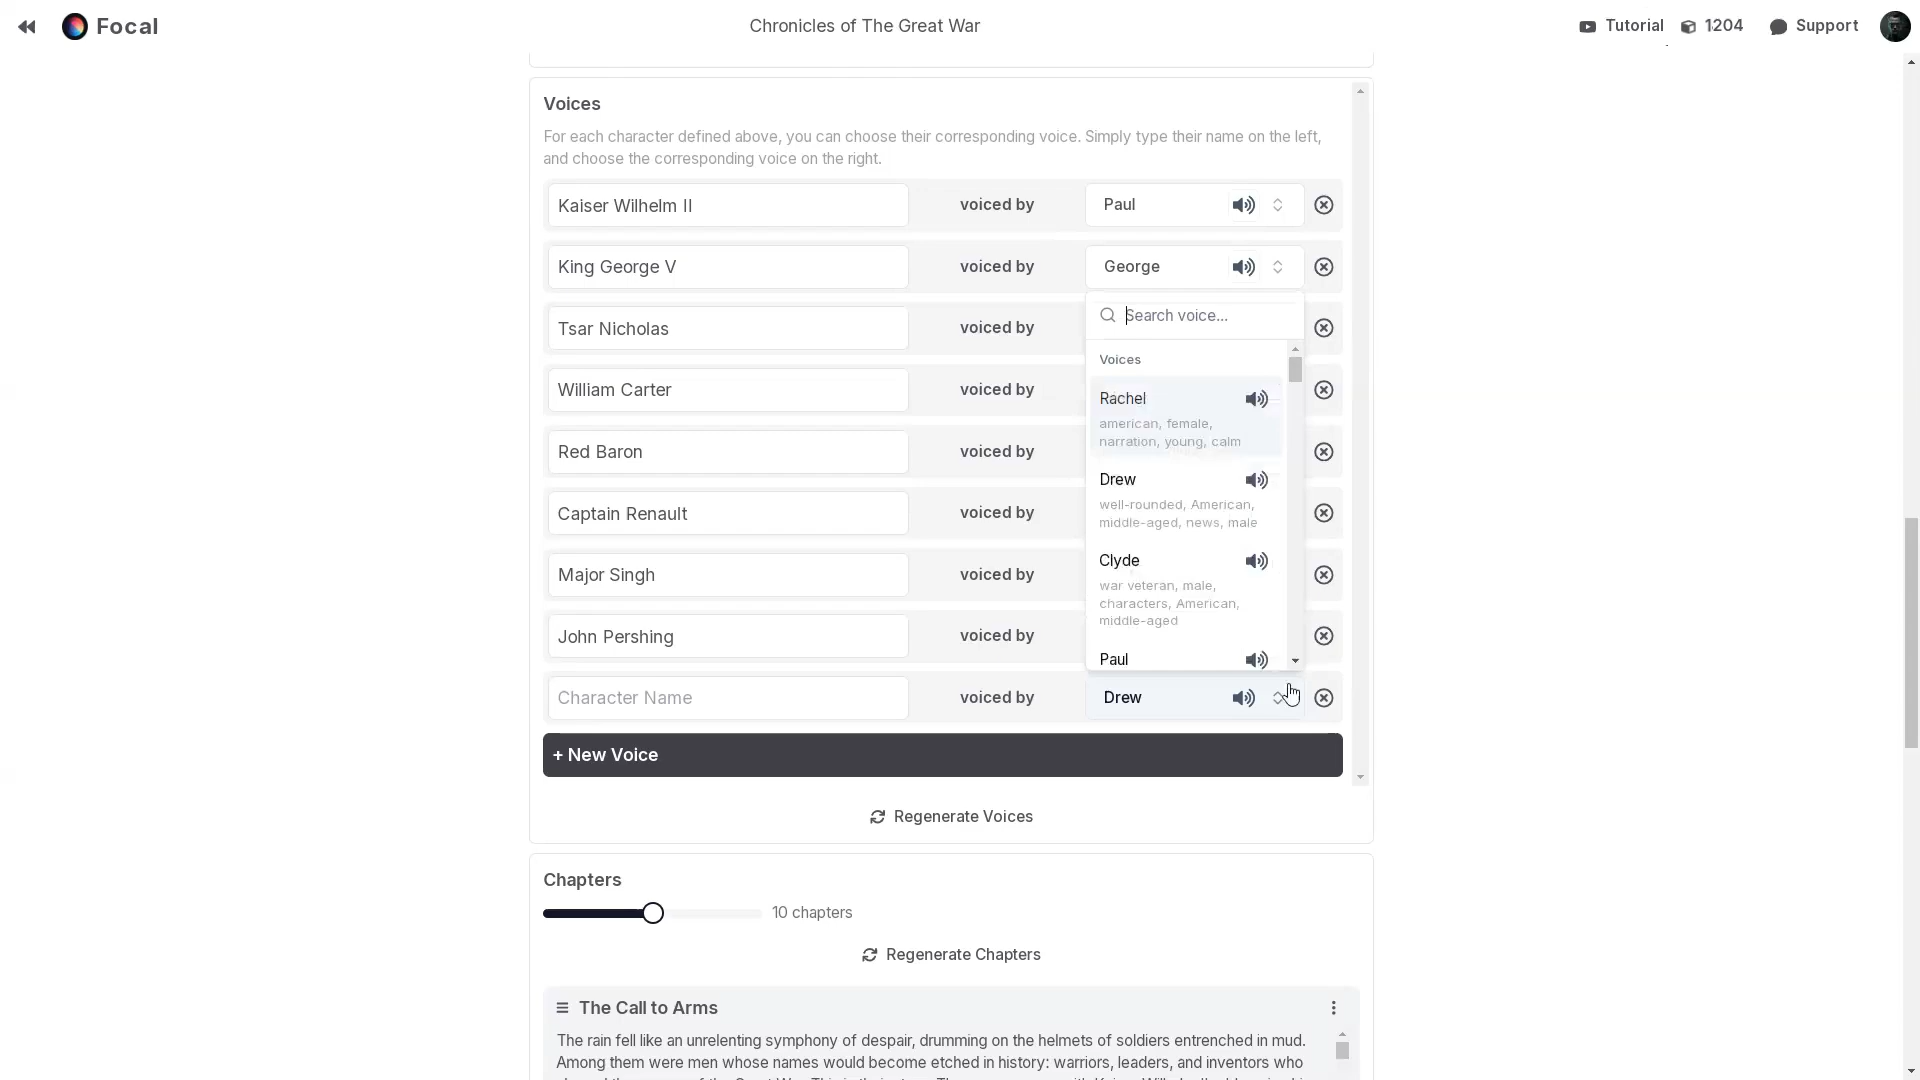 Focal
Chronicles of The Great War
Tutorial
1204
Support
Voices
For each character defined above, you can choose their corresponding voice. Simply type their name on the left,
and choose the corresponding voice on the right.
Kaiser Wilhelm II voiced by Paul
King George V voiced by George
Search voice...
Tsar Nicholas voiced by
Voices
William Carter voiced by
Rachel
american, female,
narration, young, calm
Red Baron voiced by
Drew
well-rounded, American,
middle-aged, news, male
Captain Renault voiced by
Clyde
war veteran, male,
characters, American,
middle-aged
Major Singh voiced by
John Pershing voiced by
Paul
Character Name voiced by Drew
+ New Voice
Regenerate Voices
Chapters
10 chapters
Regenerate Chapters
The Call to Arms
The rain fell like an unrelenting symphony of despair, drumming on the helmets of soldiers entrenched in mud.
Among them were men whose names would become etched in history: warriors, leaders, and inventors who